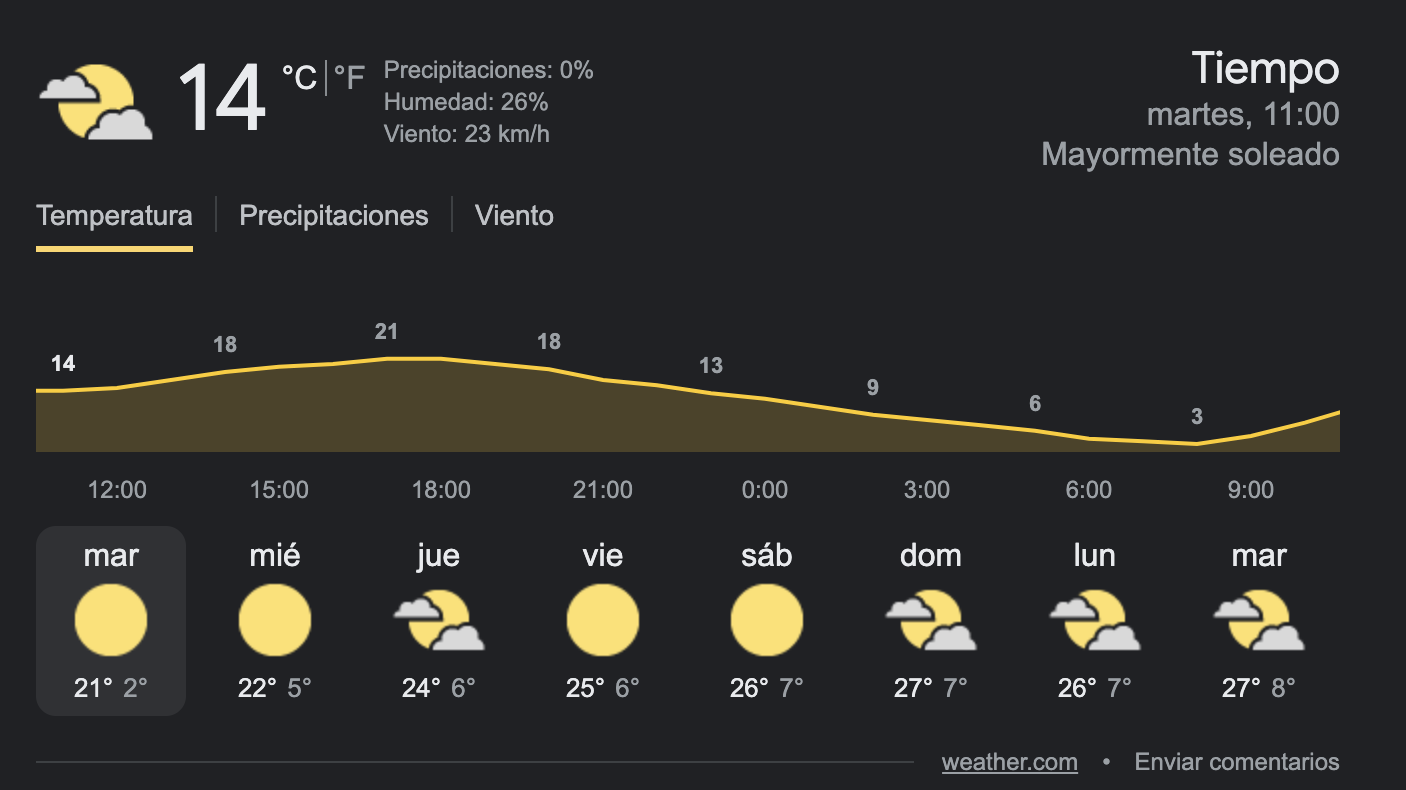 14 °C | °F
Precipitaciones: 0%
Humedad: 26%
Viento: 23 km/h
Tiempo
martes, 11:00
Mayormente soleado
Temperatura | Precipitaciones | Viento
14 18 21 18 13 9 6 3
12:00 15:00 18:00 21:00 0:00 3:00 6:00 9:00
mar mié jue vie sáb dom lun mar
21° 2° 22° 5° 24° 6° 25° 6° 26° 7° 27° 7° 26° 7° 27° 8°
weather.com • Enviar comentarios